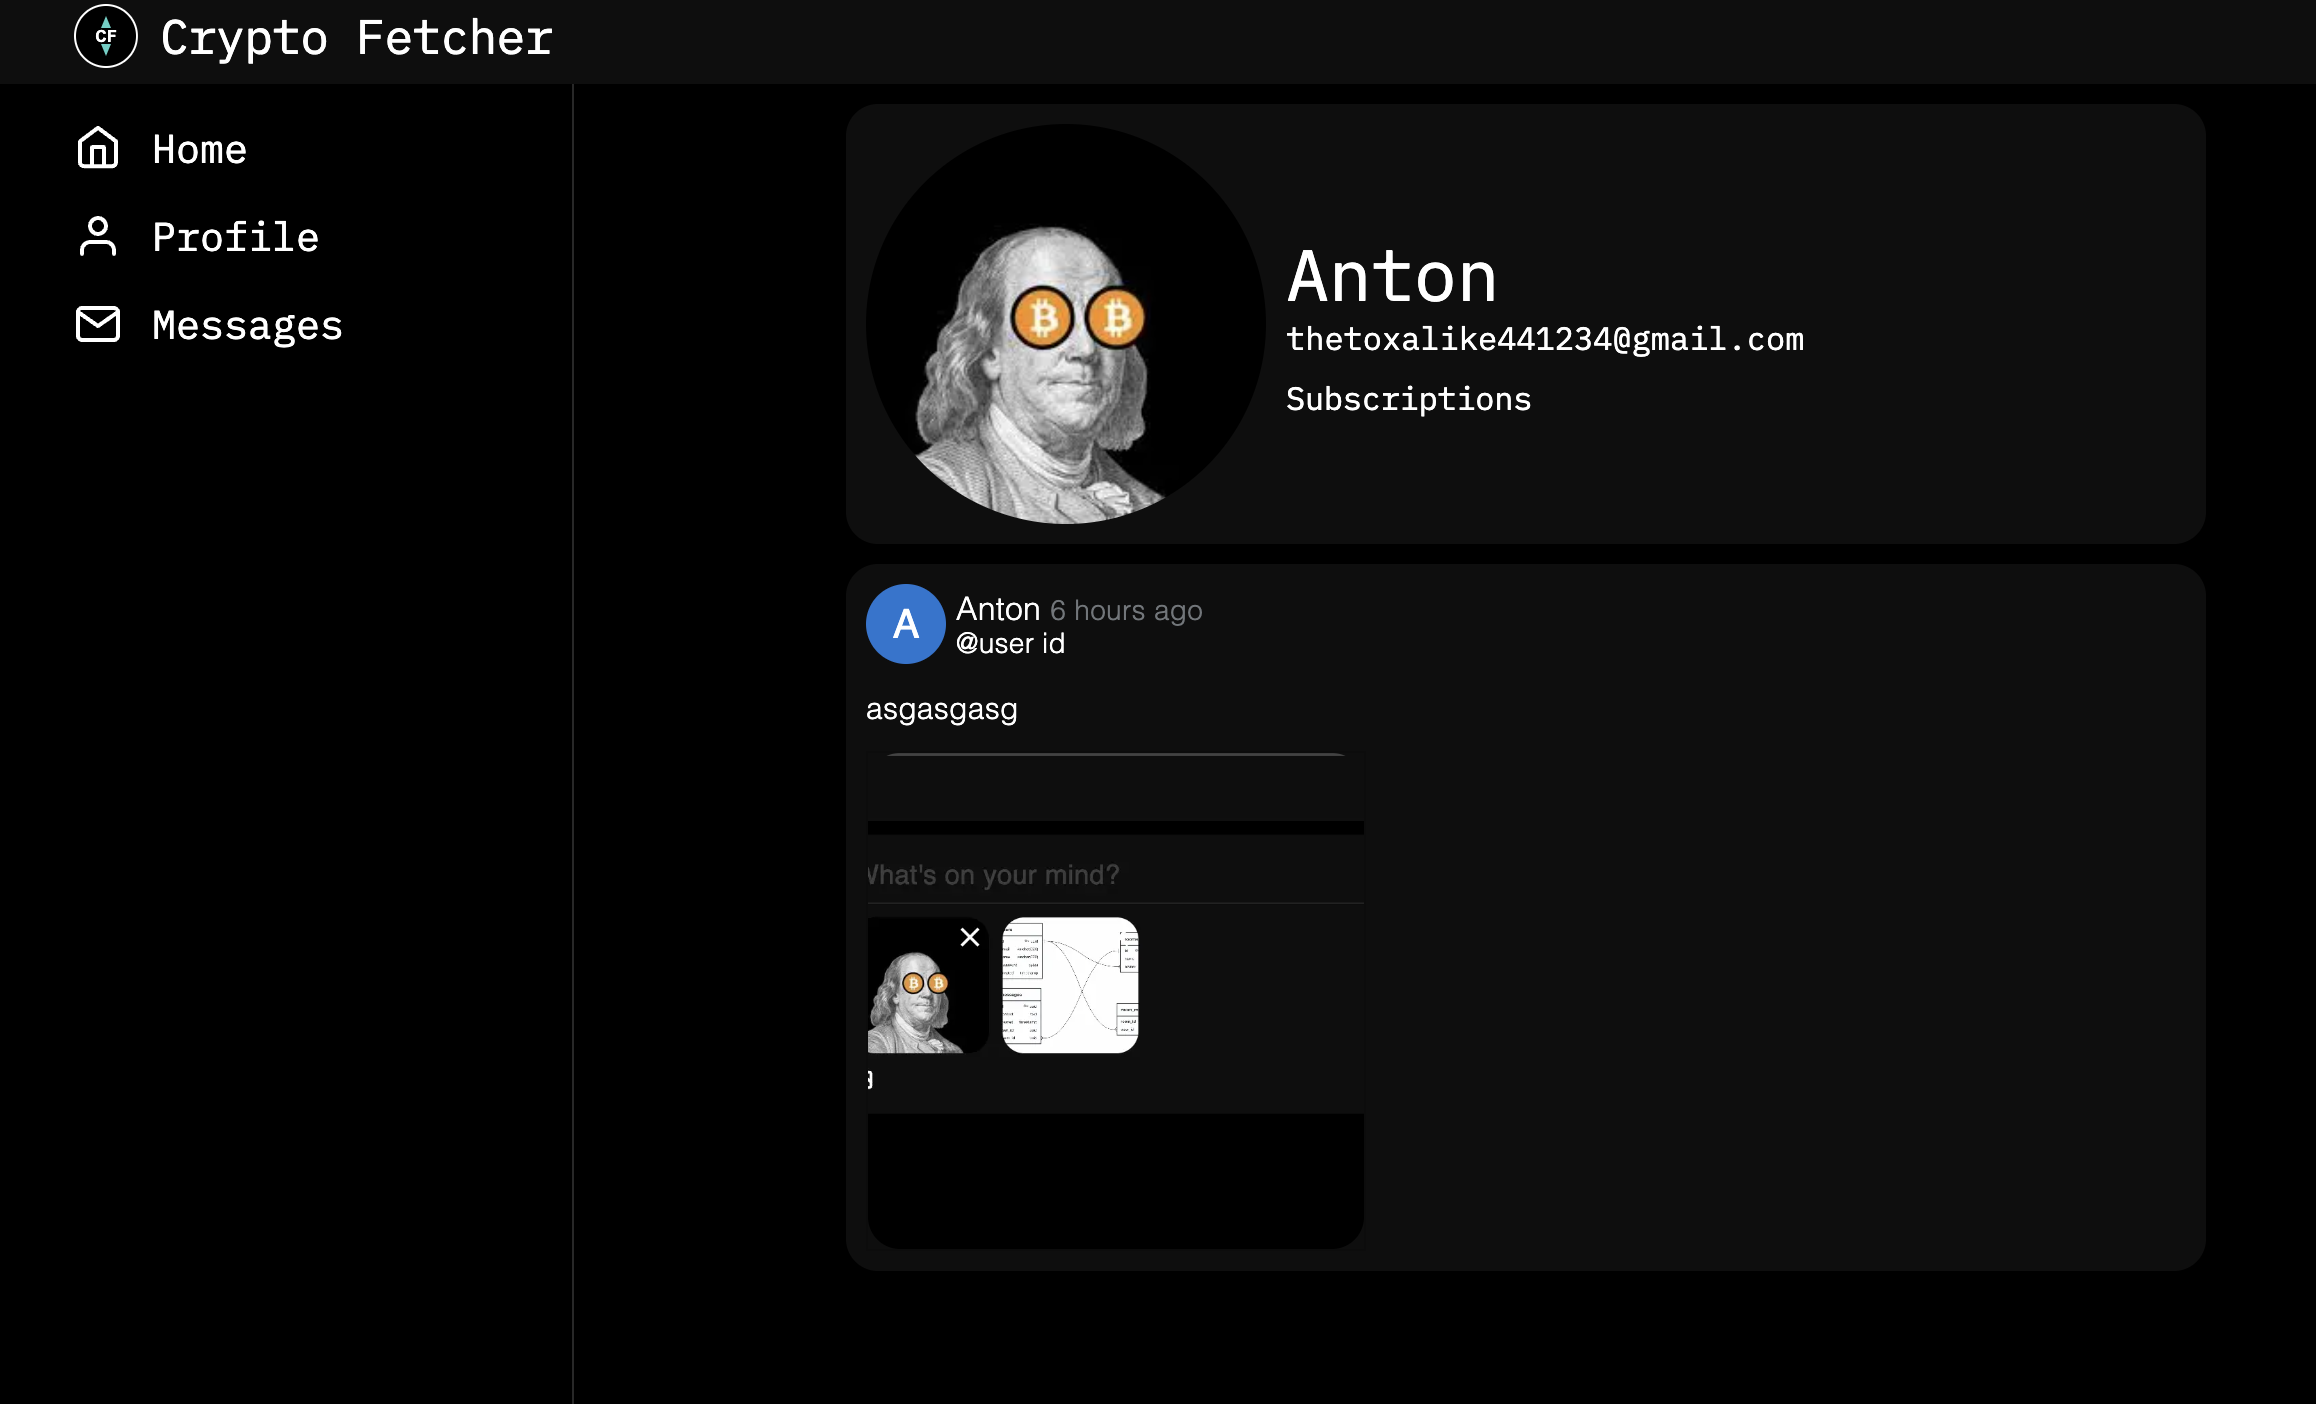 CF Crypto Fetcher
Home
Profile
Messages
Anton
thetoxalike441234@gmail.com
Subscriptions
A
Anton 6 hours ago
@user id
asgasgasg
What's on your mind?